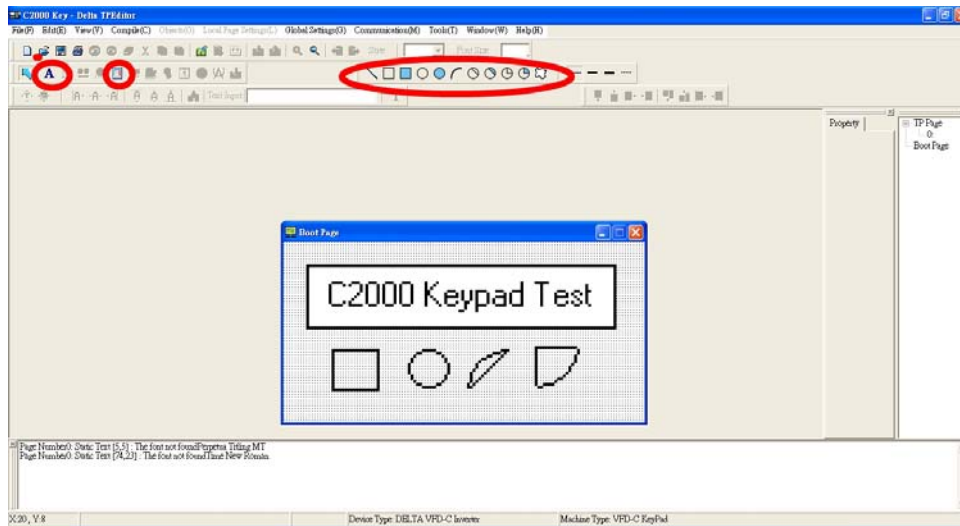 C2000 Key - Delta TPEditor
File(F) Edit(E) View(V) Compile(C) Objects(O) Local Page Settings(L) Global Settings(G) Communication(M) Tools(T) Window(W) Help(H)
A
Text Input
Property
TP Page
0:
Boot Page
Boot Page
C2000 Keypad Test
Page Number0: Static Text [5,5] : The font not foundPerpetua Titling MT
Page Number0: Static Text [74,23] : The font not foundTime New Roman
X:20, Y:8
Device Type: DELTA VFD-C Inverter
Machine Type: VFD-C KeyPad